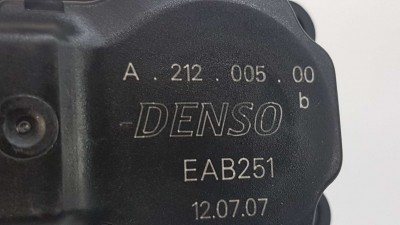 A . 212 . 005 . 00
b
DENSO
EAB251
12.07.07